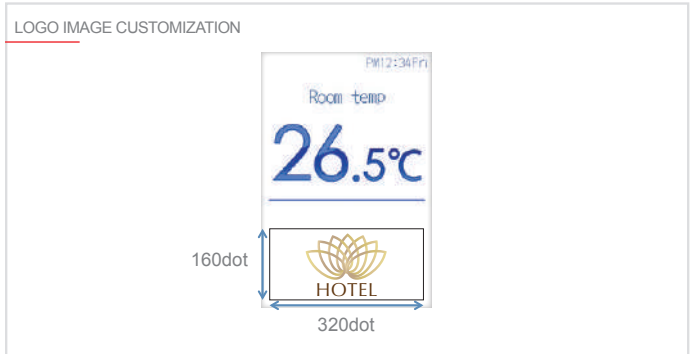 LOGO IMAGE CUSTOMIZATION
PM12:34Fri
Room temp
26.5℃
160dot
HOTEL
320dot